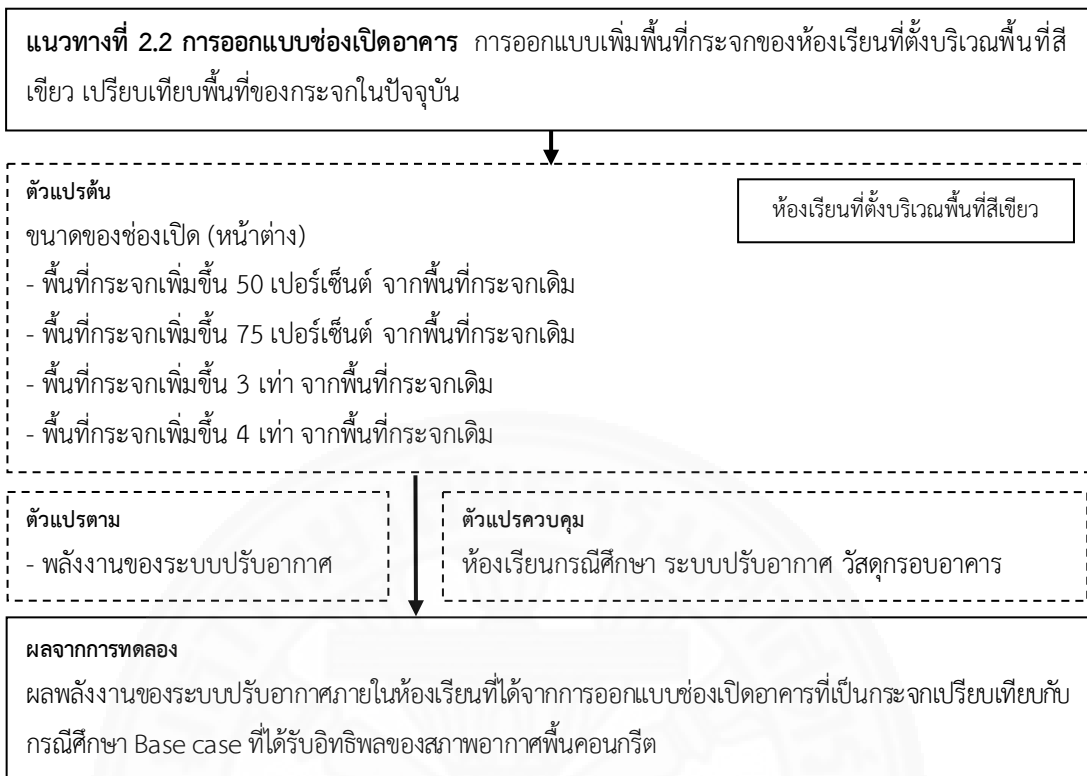 แนวทางที่ 2.2 การออกแบบช่องเปิดอาคาร การออกแบบเพิ่มพื้นที่กระจกของห้องเรียนที่ตั้งบริเวณพื้นที่สี
เขียว เปรียบเทียบพื้นที่ของกระจกในปัจจุบัน
ตัวแปรต้น
ห้องเรียนที่ตั้งบริเวณพื้นที่สีเขียว
ขนาดของช่องเปิด (หน้าต่าง)
- พื้นที่กระจกเพิ่มขึ้น 50 เปอร์เซ็นต์ จากพื้นที่กระจกเดิม
- พื้นที่กระจกเพิ่มขึ้น 75 เปอร์เซ็นต์ จากพื้นที่กระจกเดิม
- พื้นที่กระจกเพิ่มขึ้น 3 เท่า จากพื้นที่กระจกเดิม
- พื้นที่กระจกเพิ่มขึ้น 4 เท่า จากพื้นที่กระจกเดิม
ตัวแปรตาม
- พลังงานของระบบปรับอากาศ
ตัวแปรควบคุม
ห้องเรียนกรณีศึกษา ระบบปรับอากาศ วัสดุกรอบอาคาร
ผลจากการทดลอง
ผลพลังงานของระบบปรับอากาศภายในห้องเรียนที่ได้จากการออกแบบช่องเปิดอาคารที่เป็นกระจกเปรียบเทียบกับ
กรณีศึกษา Base case ที่ได้รับอิทธิพลของสภาพอากาศพื้นคอนกรีต